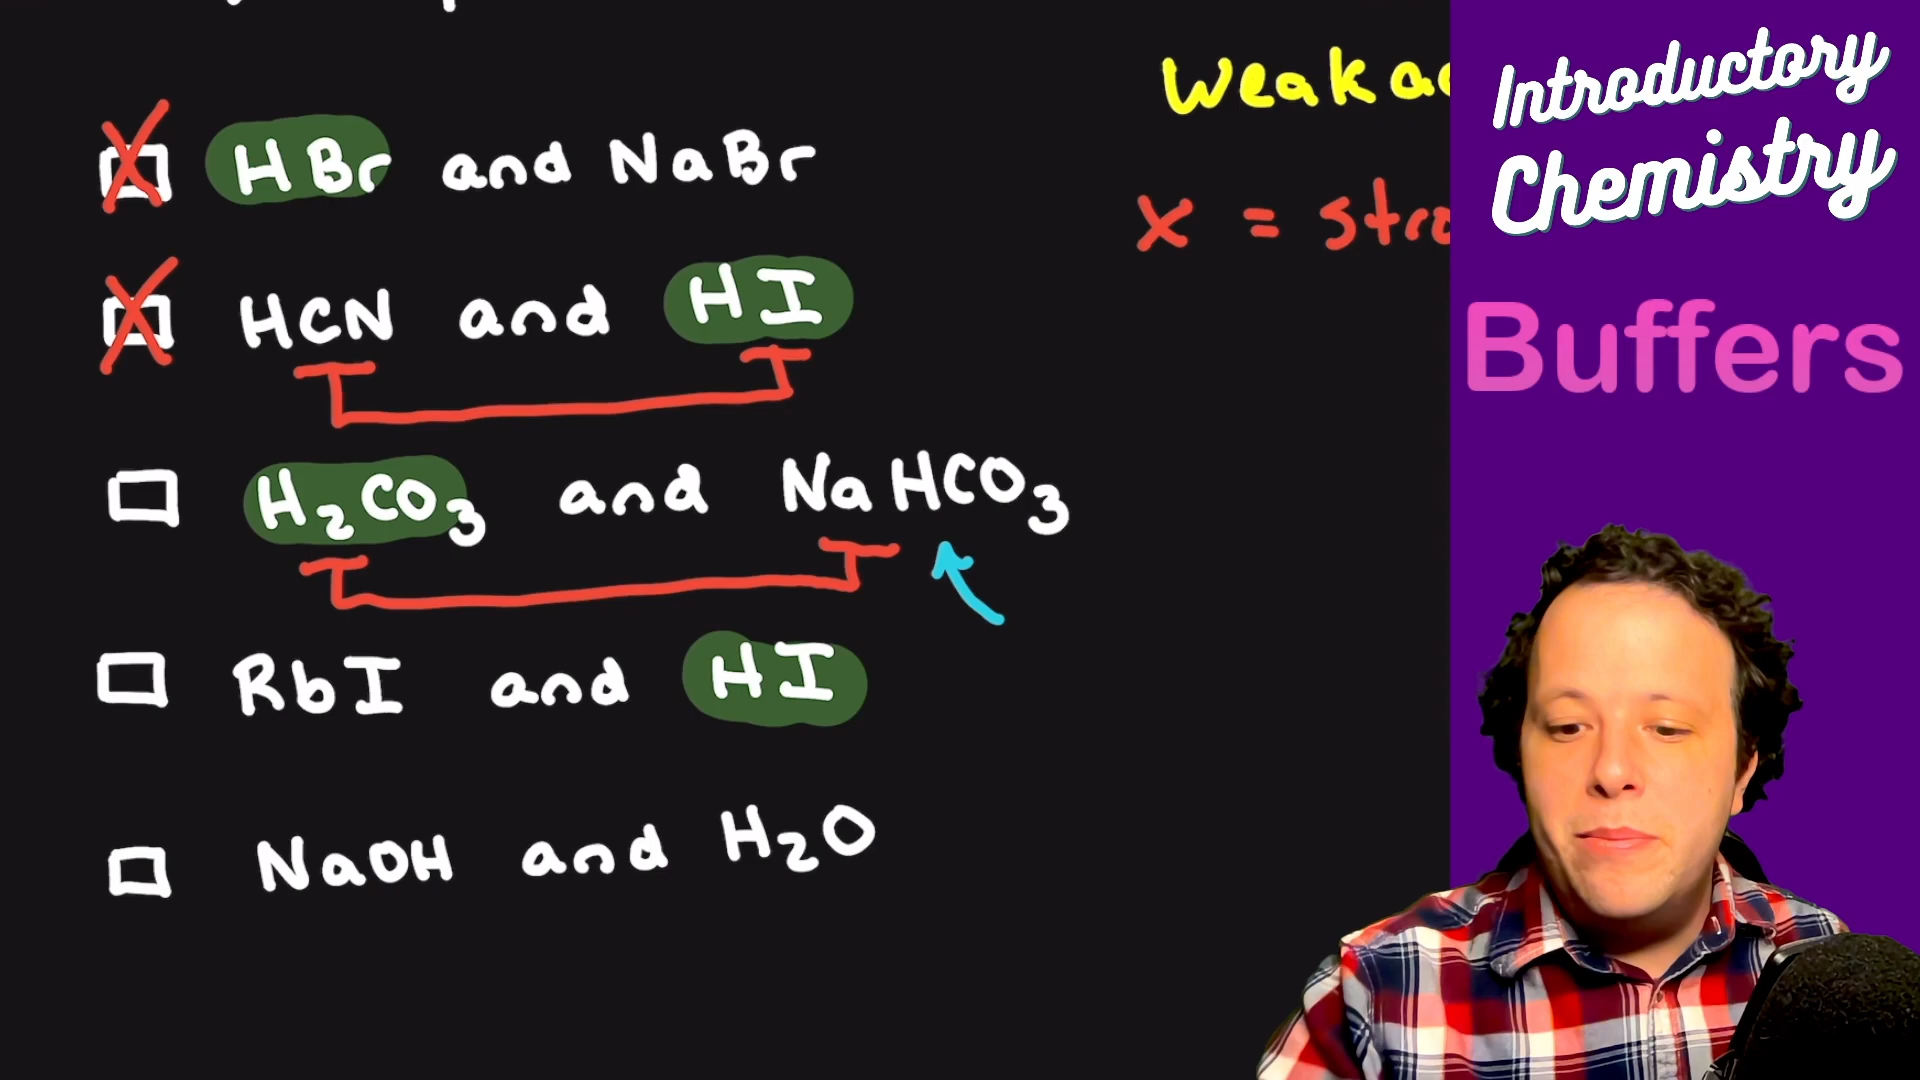 Weak
x =
HBr and NaBr
HCN and HI
H₂CO₃ and NaHCO₃
RbI and HI
NaOH and H₂O
Introductory
Chemistry
Buffers